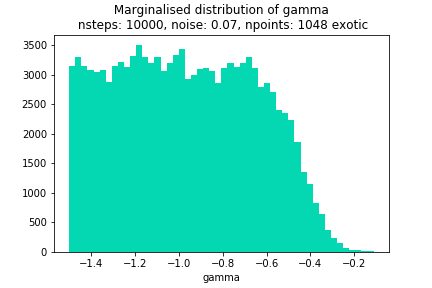 Marginalised distribution of gamma
nsteps: 10000, noise: 0.07, npoints: 1048 exotic
3500
3000
2500
2000
1500
1000
500
0
−1.4 −1.2 −1.0 −0.8 −0.6 −0.4 −0.2
gamma